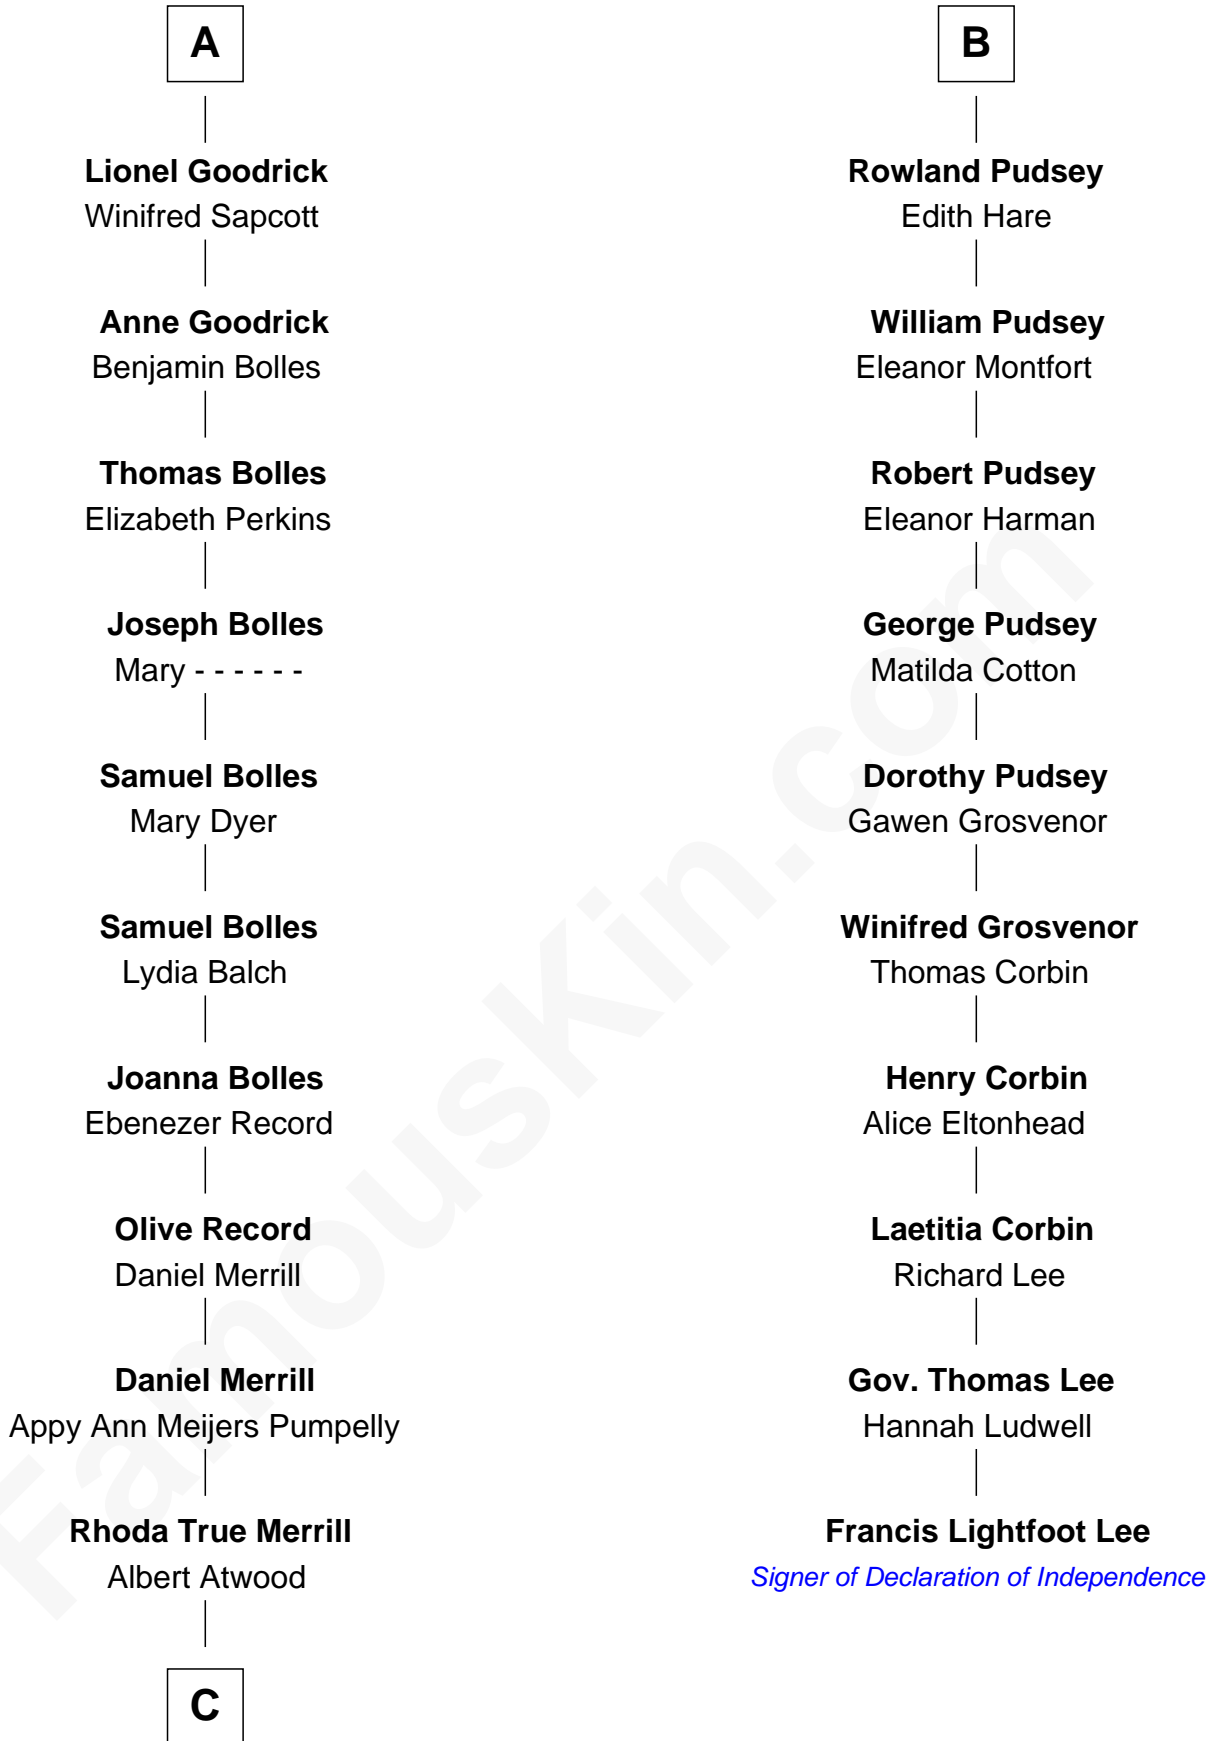 A
Lionel Goodrick
Winifred Sapcott
Anne Goodrick
Benjamin Bolles
Thomas Bolles
Elizabeth Perkins
Joseph Bolles
Mary - - - - - -
Samuel Bolles
Mary Dyer
Samuel Bolles
Lydia Balch
Joanna Bolles
Ebenezer Record
Olive Record
Daniel Merrill
Daniel Merrill
Appy Ann Meijers Pumpelly
Rhoda True Merrill
Albert Atwood
C
B
Rowland Pudsey
Edith Hare
William Pudsey
Eleanor Montfort
Robert Pudsey
Eleanor Harman
George Pudsey
Matilda Cotton
Dorothy Pudsey
Gawen Grosvenor
Winifred Grosvenor
Thomas Corbin
Henry Corbin
Alice Eltonhead
Laetitia Corbin
Richard Lee
Gov. Thomas Lee
Hannah Ludwell
Francis Lightfoot Lee
Signer of Declaration of Independence
FamousKin.com